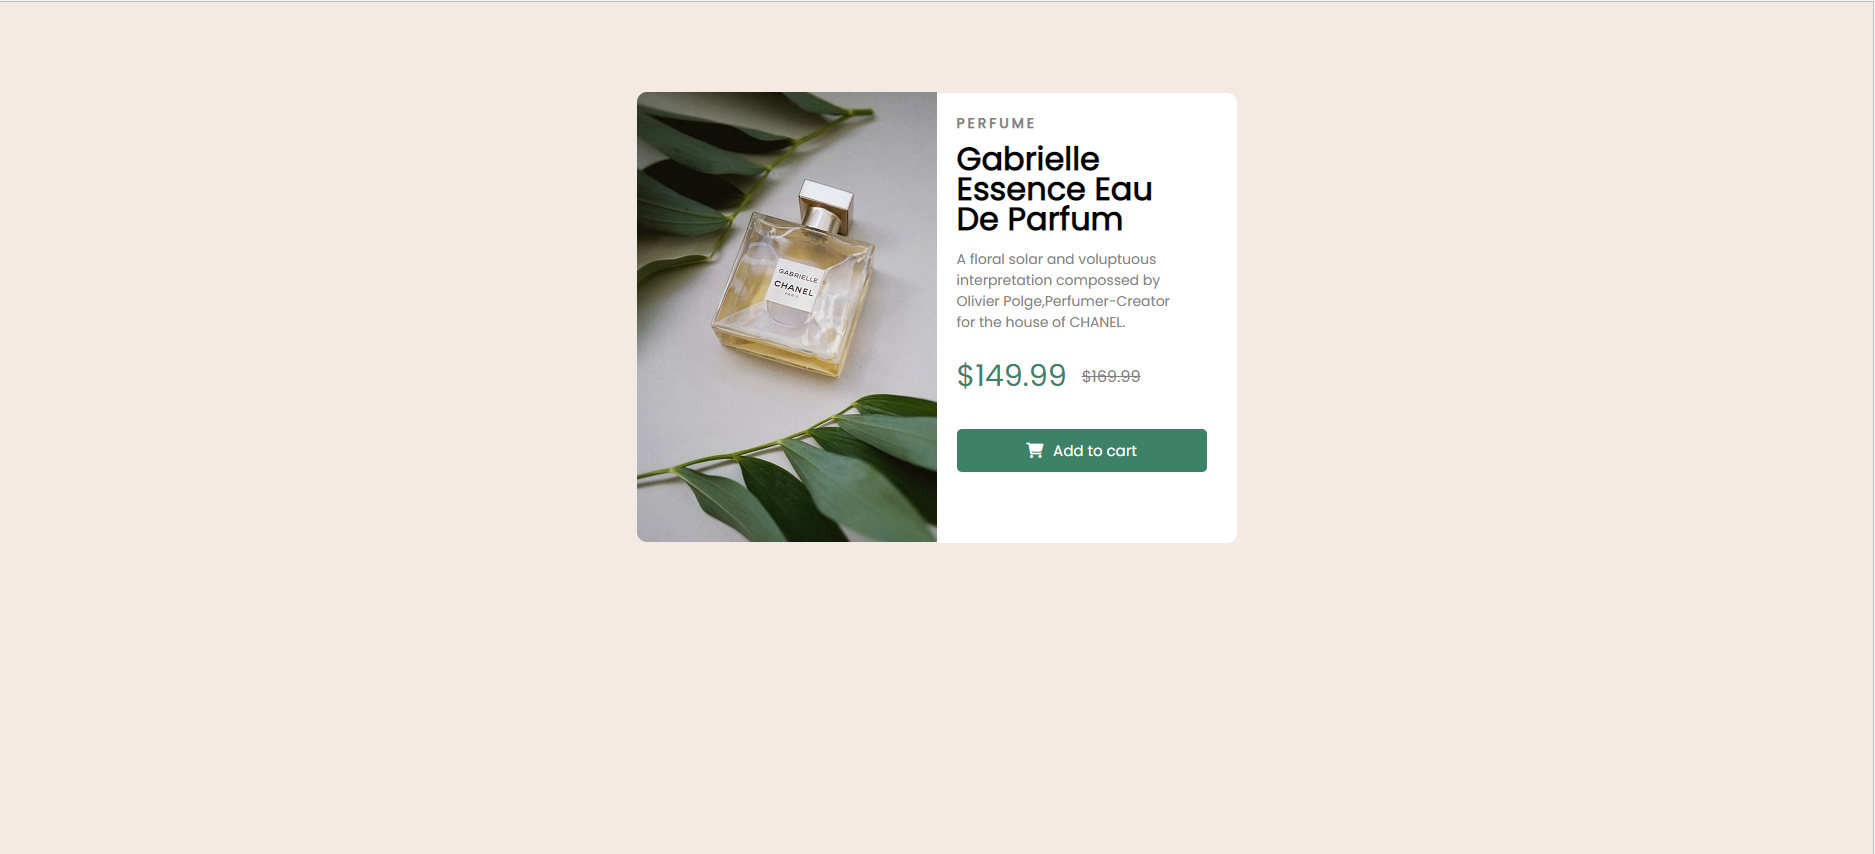 PERFUME
Gabrielle
Essence Eau
De Parfum
A floral solar and voluptuous
interpretation compossed by
Olivier Polge,Perfumer-Creator
for the house of CHANEL.
$149.99 $169.99
Add to cart
GABRIELLE
CHANEL
PARIS